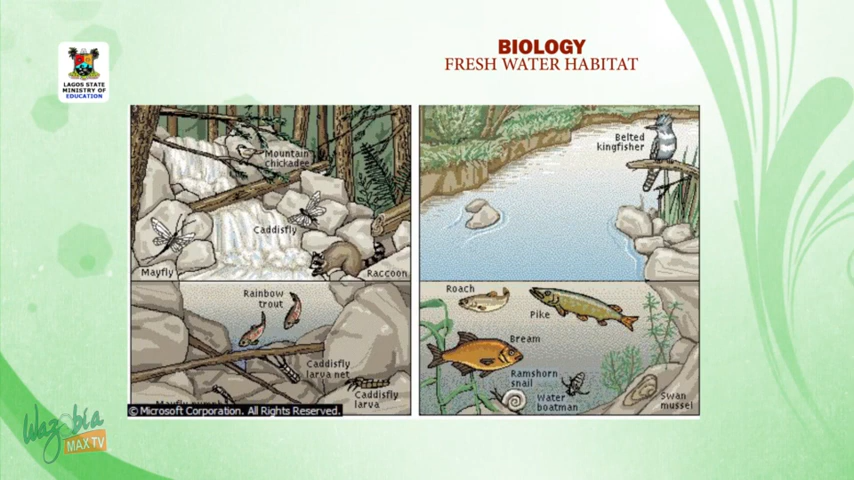 BIOLOGY
FRESH WATER HABITAT
LAGOS STATE
MINISTRY OF
EDUCATION
Mountain
chickadee
Caddisfly
Mayfly
Raccoon
Rainbow
trout
Caddisfly
larva net
Caddisfly
larva
© Microsoft Corporation. All Rights Reserved.
Belted
kingfisher
Roach
Pike
Bream
Ramshorn
snail
Water
boatman
Swan
mussel
Wazobia
MAX TV